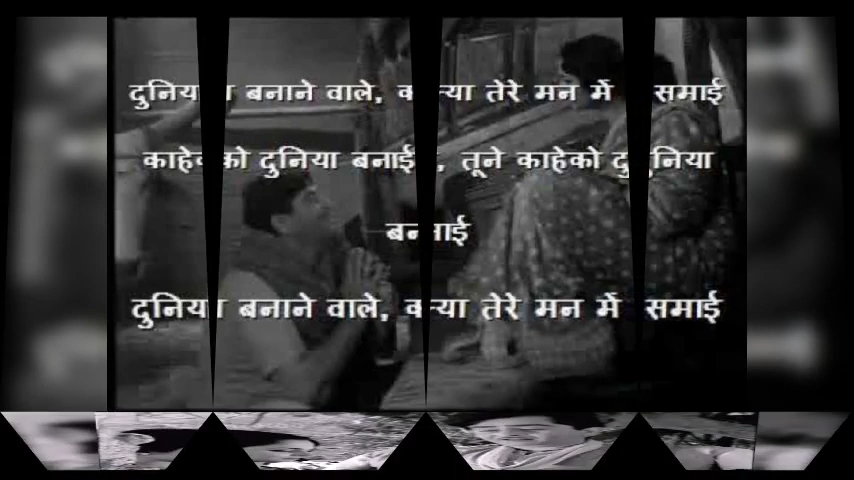 दुनिया बनाने वाले, क्या तेरे मन में समाई
काहेको दुनिया बनाई, तूने काहेको दुनिया
बनाई
दुनिया बनाने वाले, क्या तेरे मन में समाई